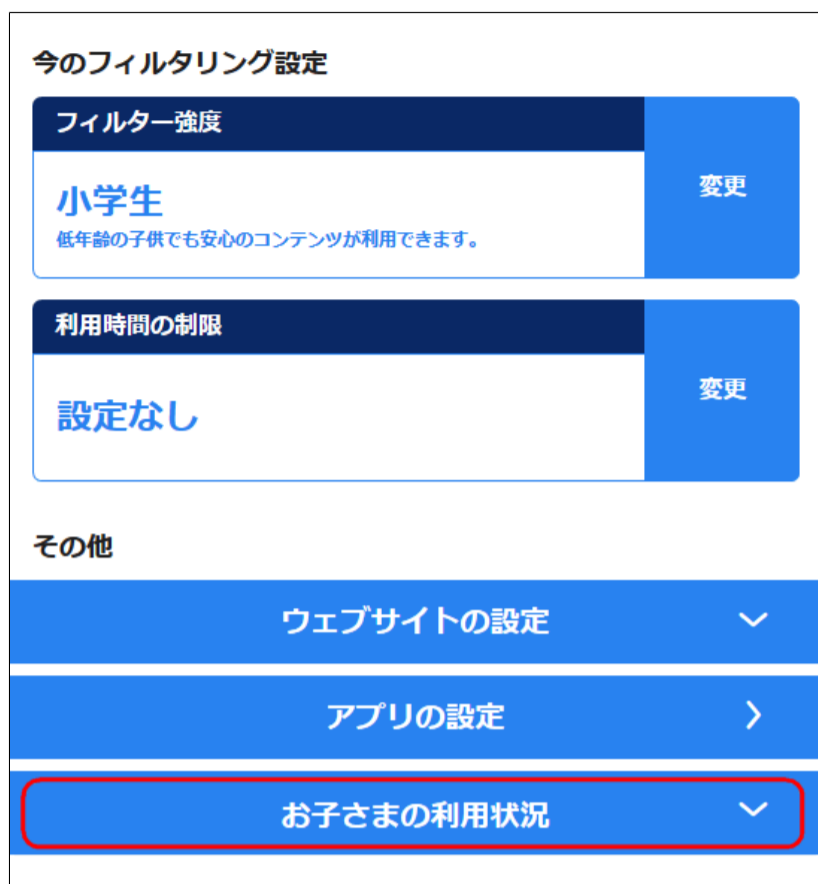 今のフィルタリング設定
フィルター強度
小学生
低年齢の子供でも安心のコンテンツが利用できます。
変更
利用時間の制限
設定なし
変更
その他
ウェブサイトの設定
アプリの設定
お子さまの利用状況